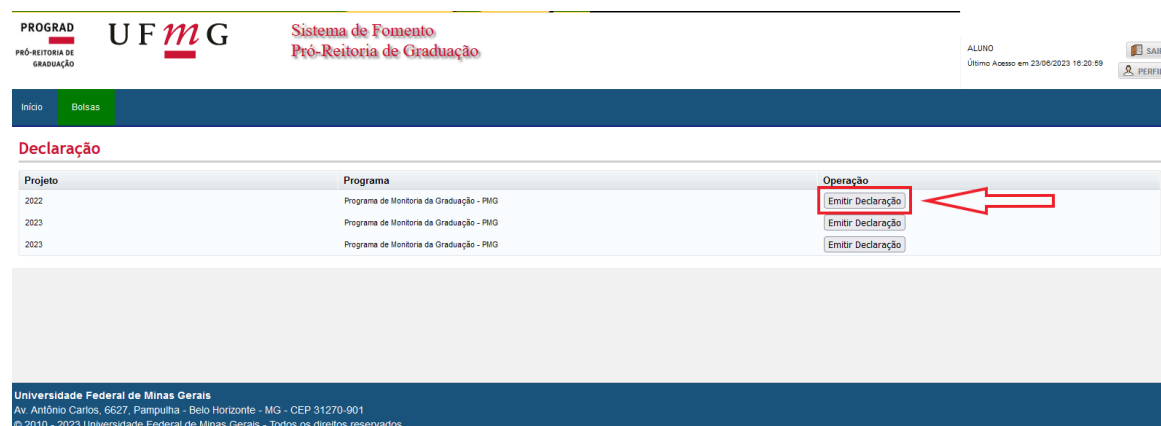 PROGRAD
PRÓ-REITORIA DE
GRADUAÇÃO
UFmG
Sistema de Fomento
Pró-Reitoria de Graduação
ALUNO
Último Acesso em 23/06/2023 16:20:59
SAIR
PERFIL
Início Bolsas
Declaração
Projeto Programa Operação
2022 Programa de Monitoria da Graduação - PMG Emitir Declaração
2023 Programa de Monitoria da Graduação - PMG Emitir Declaração
2023 Programa de Monitoria da Graduação - PMG Emitir Declaração
Universidade Federal de Minas Gerais
Av. Antônio Carlos, 6627, Pampulha - Belo Horizonte - MG - CEP 31270-901
© 2010 - 2023 Universidade Federal de Minas Gerais - Todos os direitos reservados